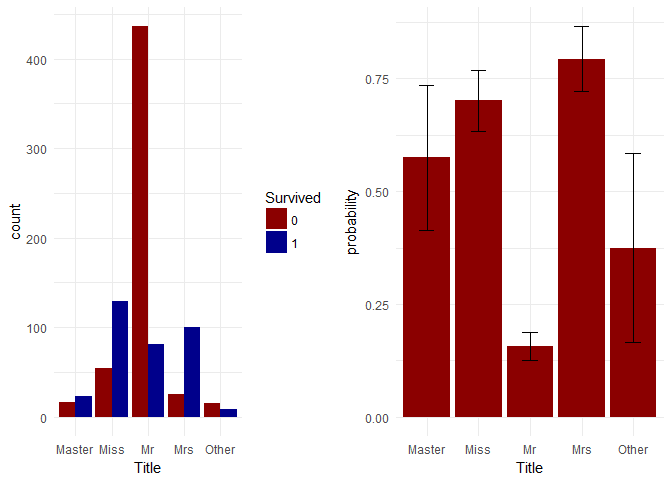 count
400
300
200
100
0
Master Miss Mr Mrs Other
Title
Survived
0
1
probability
0.75
0.50
0.25
0.00
Master Miss Mr Mrs Other
Title